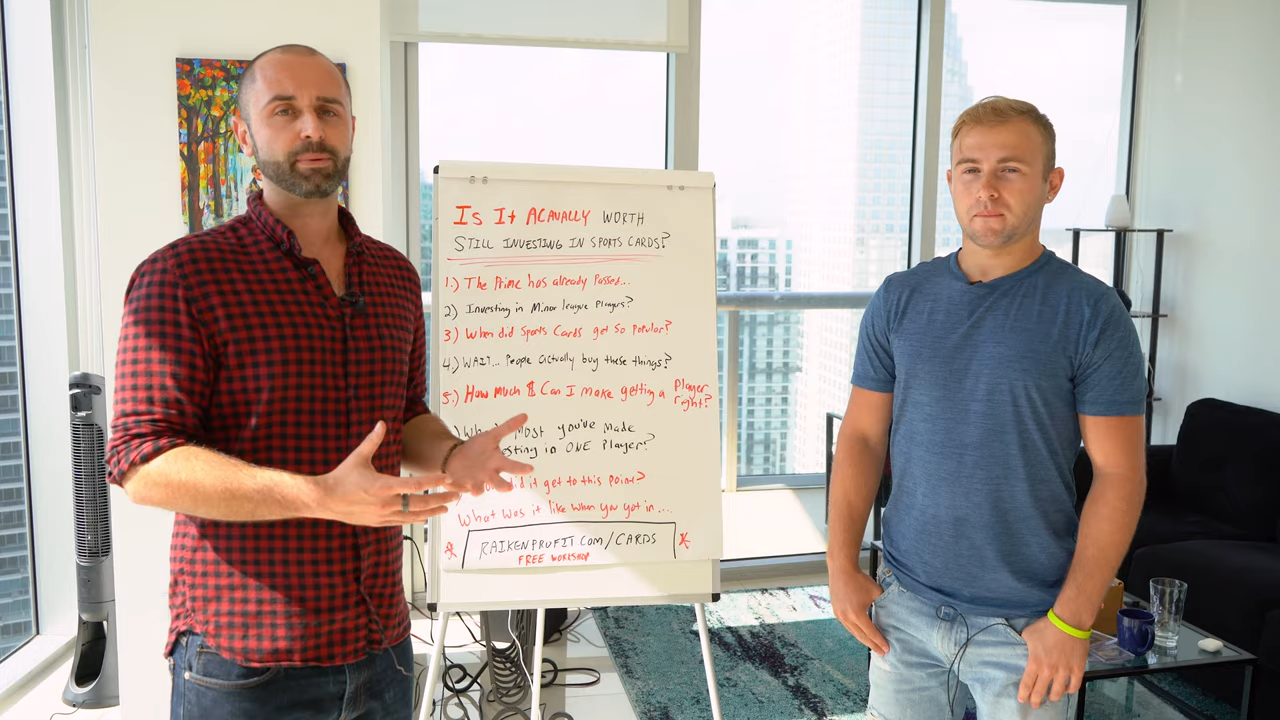 Is It ACAUALLY WORTH
STILL INVESTING IN SPORTS CARDS?
1.) The Prime has already Passed...
2) Investing in Minor league Players?
3) When did Sports Cards get So Popular?
4.) WAIT... People actually buy these things?
5.) How much $ Can I make getting a Player
right?
Most you've made
in ONE Player?
did it get to this point?
What was it like when you got in...
RAIKENPROFIT.COM/CARDS
FREE WORKSHOP